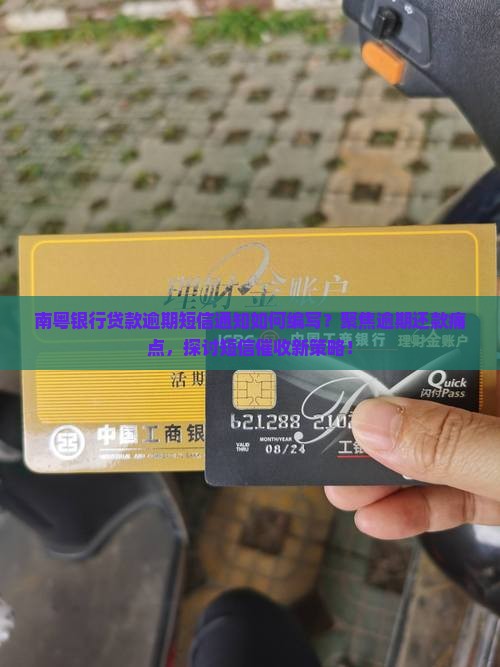 理财金账户
南粤银行贷款逾期短信通知如何编写？聚焦逾期还款痛
点，探讨短信催收新策略！
中国工商银行 理财金账户
活期
Quick
闪付Pass
621288 2102
中国工商银
VALID
THRU
MONTH/YEAR
08/24
工银